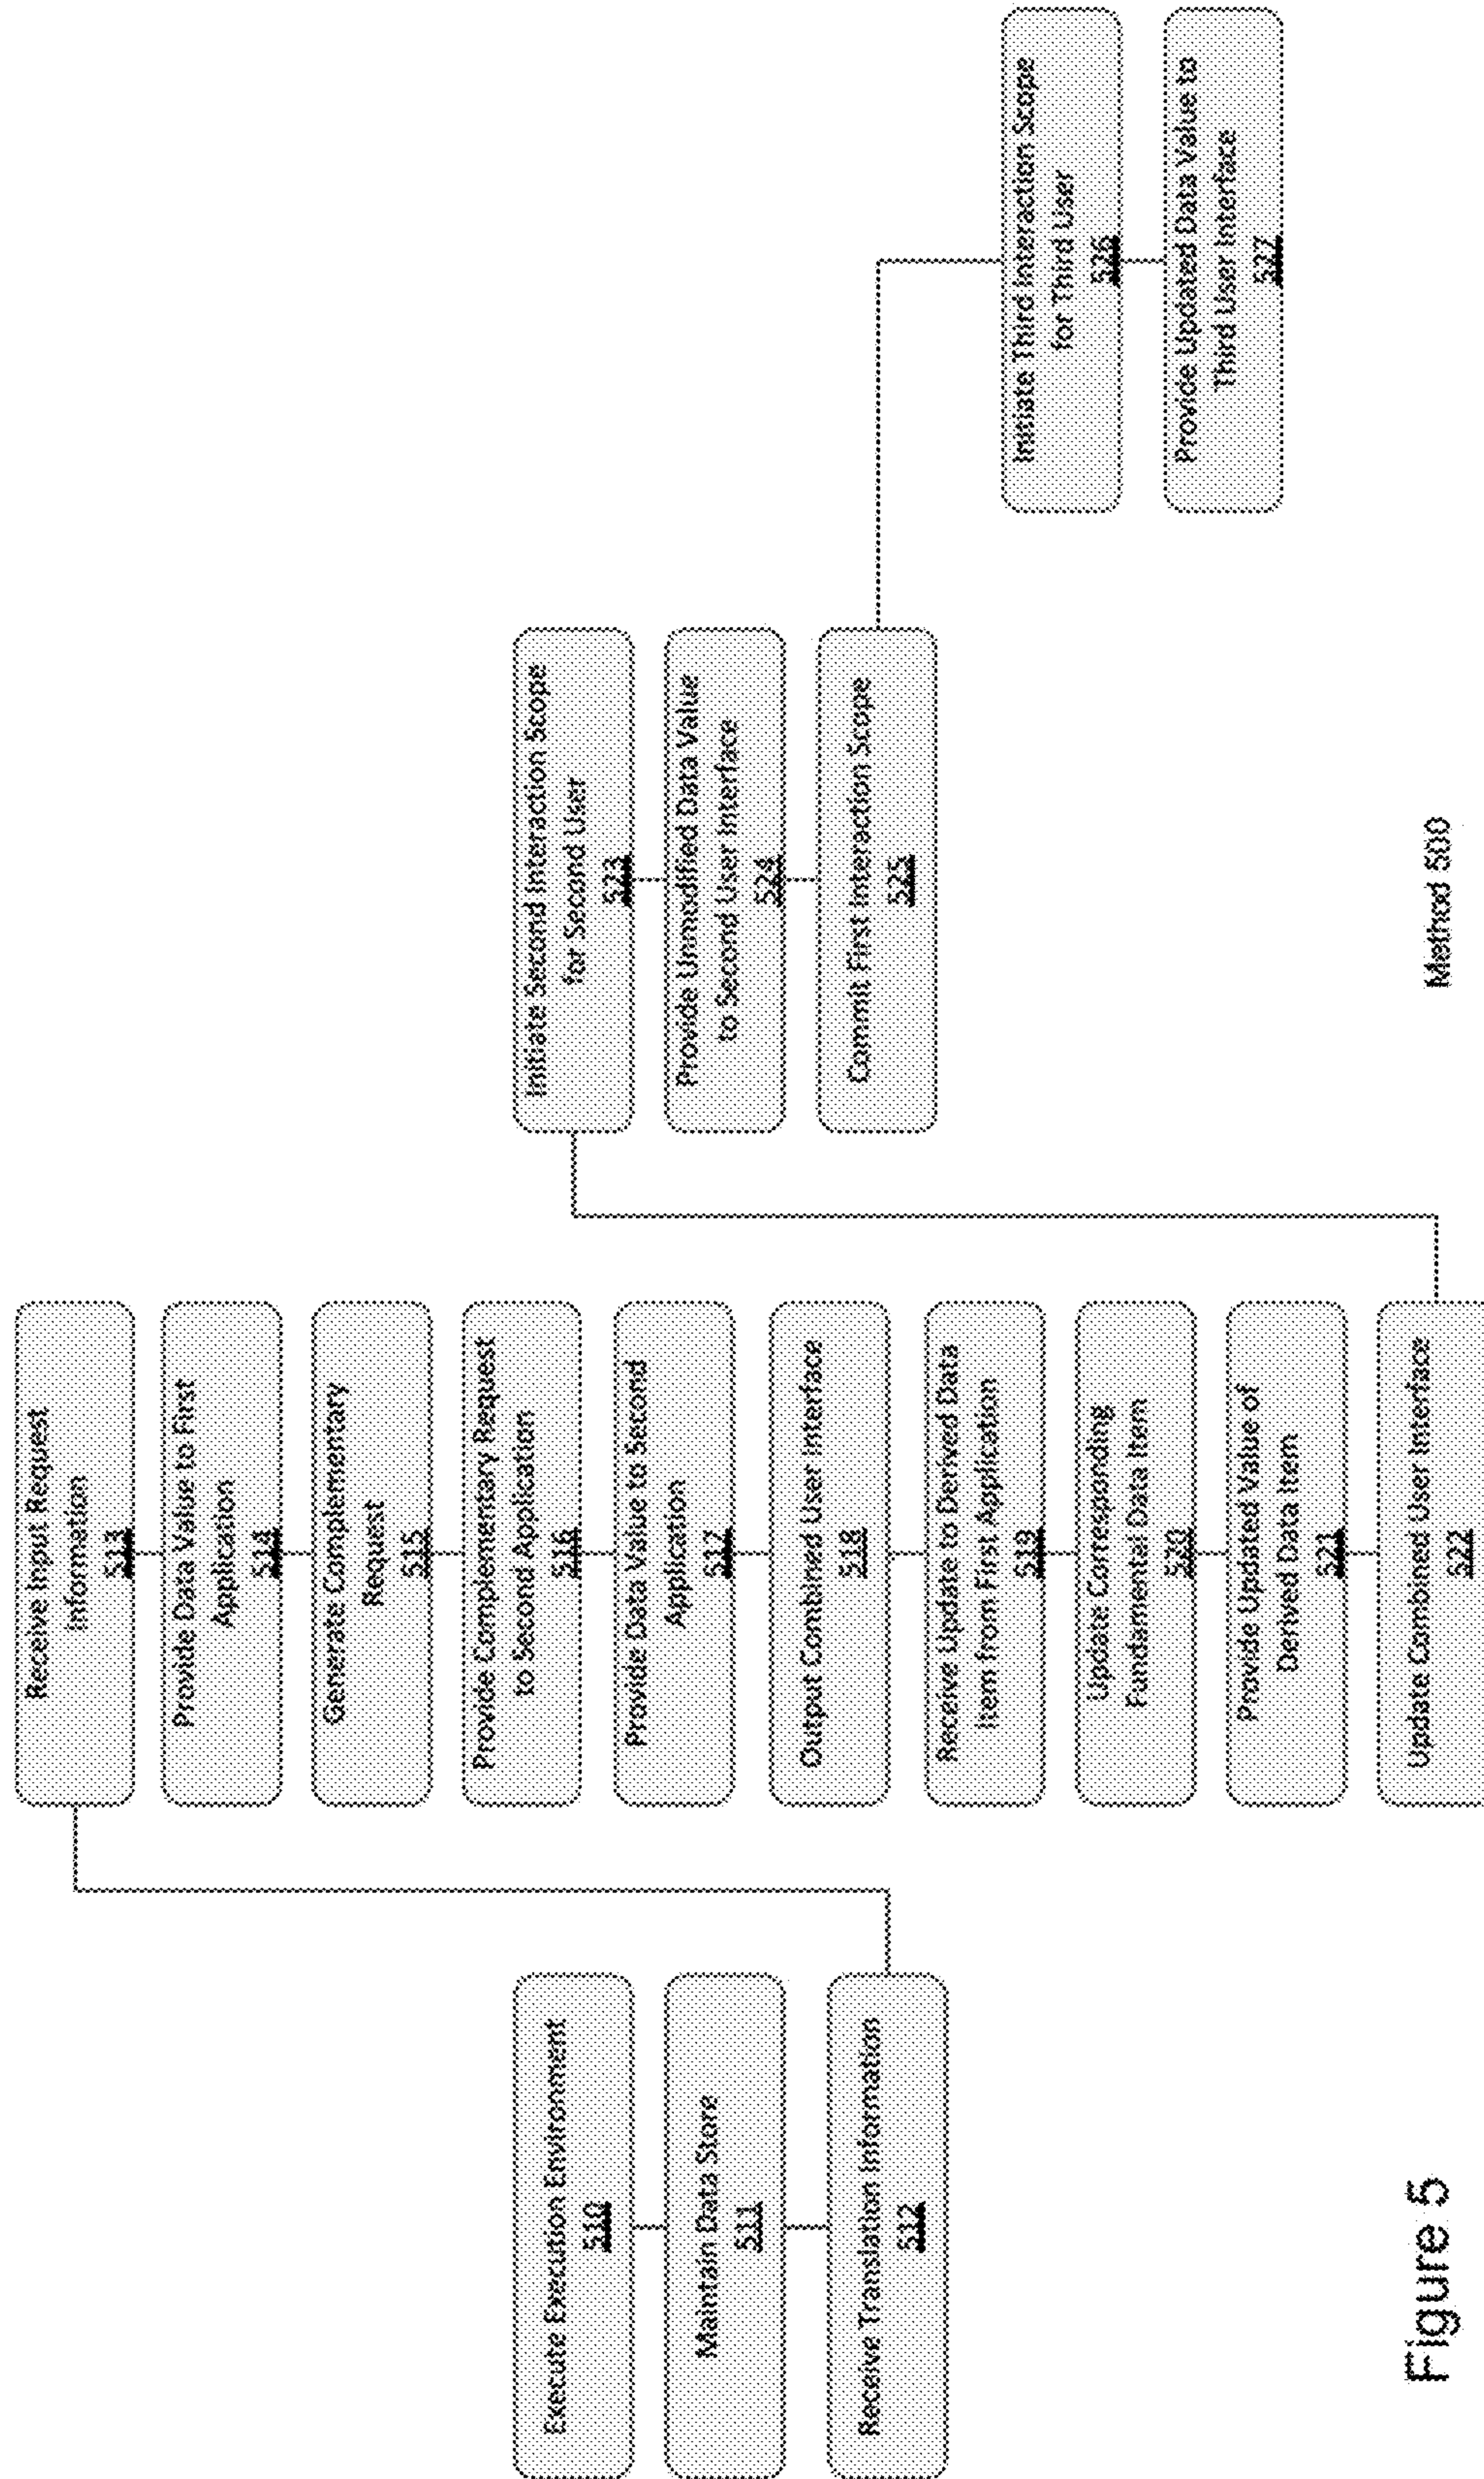 Execute Execution Environment
510
Maintain Data Store
511
Receive Translation Information
512
Receive Input Request
Information
513
Provide Data Value to First
Application
514
Generate Complementary
Request
515
Provide Complementary Request
to Second Application
516
Provide Data Value to Second
Application
517
Output Combined User Interface
518
Receive Update to Derived Data
Item from First Application
519
Update Corresponding
Fundamental Data Item
520
Provide Updated Value of
Derived Data Item
521
Update Combined User Interface
522
Initiate Second Interaction Scope
for Second User
523
Provide Unmodified Data Value
to Second User Interface
524
Commit First Interaction Scope
525
Initiate Third Interaction Scope
for Third User
526
Provide Updated Data Value to
Third User Interface
527
Method 500
Figure 5